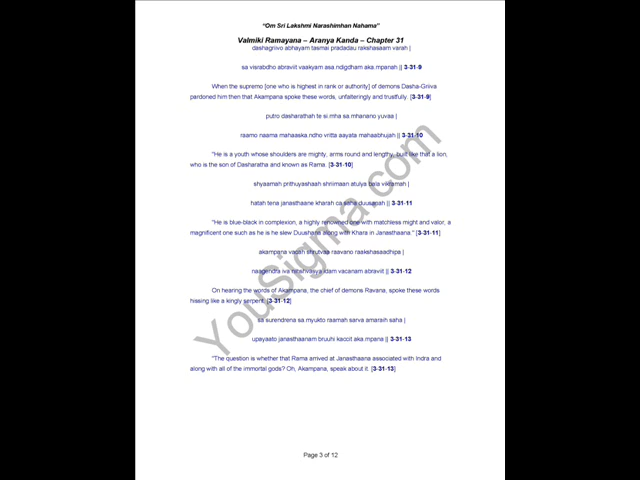 “Om Sri Lakshmi Narashimhan Nahama”
Valmiki Ramayana – Aranya Kanda – Chapter 31
dashagriivo abhayam tasmai pradadau rakshasaam varah |
sa visrabdho abraviit vaakyam asa ndigdham aka mpanah || 3-31-9
When the supremo [one who is highest in rank or authority] of demons Dasha-Griiva
pardoned him then that Akampana spoke these words, unfalteringly and trustfully. [3-31-9]
putro dasharathah te si mha sa mhanano yuvaa |
raamo naama mahaaska ndho vritta aayata mahaabhujah || 3-31-10
"He is a youth whose shoulders are mighty, arms round and lengthy, built like that a lion,
who is the son of Dasharatha and known as Rama. [3-31-10]
shyaamah prithuyashaah shriimaan atulya bala vikramah |
hatah tena janasthaane kharah ca saha duusanah || 3-31-11
"He is blue-black in complexion, a highly renowned one with matchless might and valor, a
magnificent one such as he is he slew Duushana along with Khara in Janasthaana." [3-31-11]
akampana vacah shrutvaa raavano raakshasaadhipa |
naagendra iva nihshvasya idam vacanam abraviit || 3-31-12
On hearing the words of Akampana, the chief of demons Ravana, spoke these words
hissing like a kingly serpent. [3-31-12]
sa surendrena sa myukto raamah sarva amaraih saha |
upayaato janasthaanam bruuhi kaccit aka mpana || 3-31-13
"The question is whether that Rama arrived at Janasthaana associated with Indra and
along with all of the immortal gods? Oh, Akampana, speak about it. [3-31-13]
YouSigma.com
Page 3 of 12